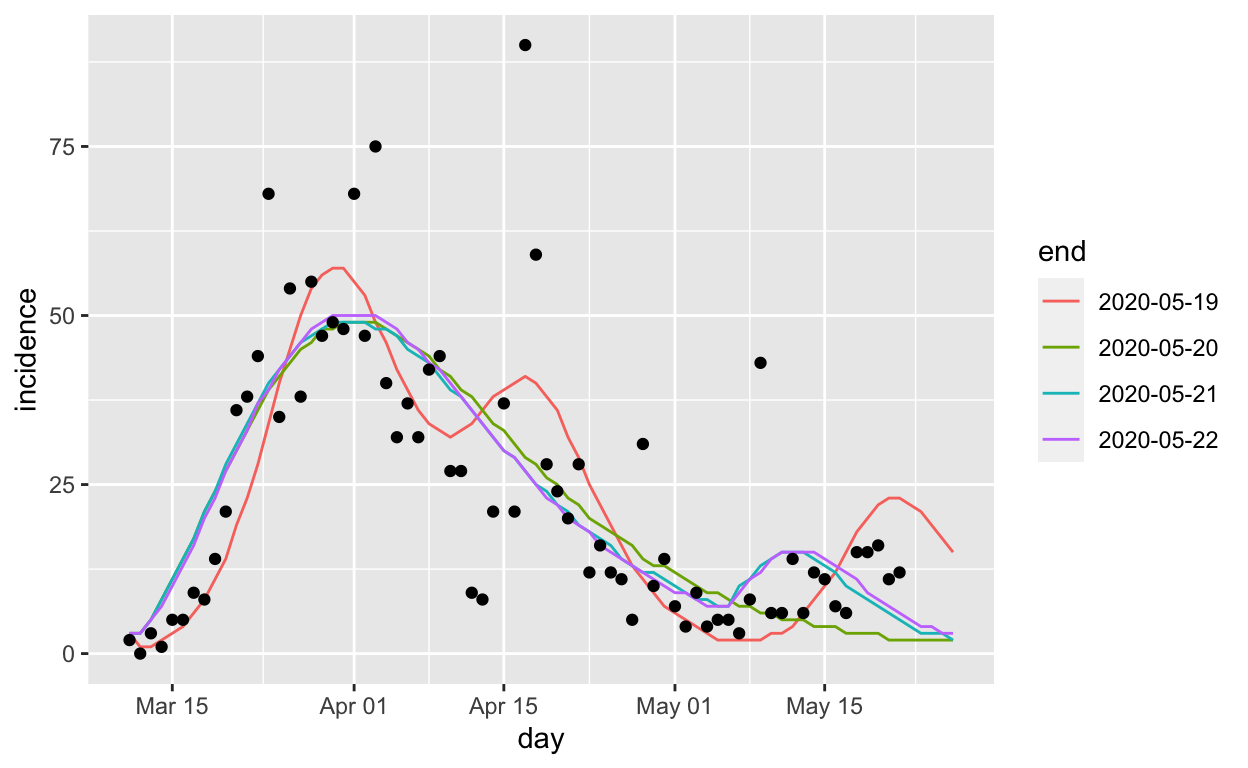 75
50
25
0
incidence
Mar 15
Apr 01
Apr 15
May 01
May 15
day
end
2020-05-19
2020-05-20
2020-05-21
2020-05-22